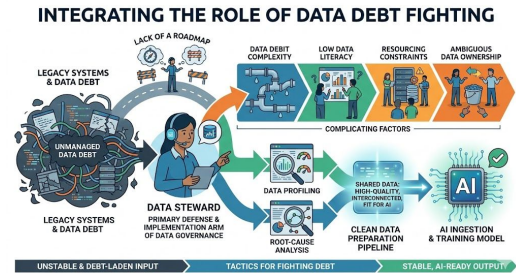 INTEGRATING THE ROLE OF DATA DEBT FIGHTING
LACK OF A ROADMAP
LEGACY SYSTEMS
& DATA DEBT
UNMANAGED
DATA DEBT
LEGACY SYSTEMS
& DATA DEBT
DATA STEWARD
PRIMARY DEFENSE &
IMPLEMENTATION ARM
OF DATA GOVERNANCE
DATA DEBIT
COMPLEXITY
LOW DATA
LITERACY
RESOURCING
CONSTRAINTS
AMBIGUOUS
DATA OWNERSHIP
COMPLICATING FACTORS
DATA PROFILING
ROOT-CAUSE
ANALYSIS
SHARED DATA:
HIGH-QUALITY,
INTERCONNECTED,
FIT FOR AI
CLEAN DATA
PREPARATION
PIPELINE
AI
AI INGESTION
& TRAINING MODEL
UNSTABLE & DEBT-LADEN INPUT
TACTICS FOR FIGHTING DEBT
STABLE, AI-READY OUTPUT